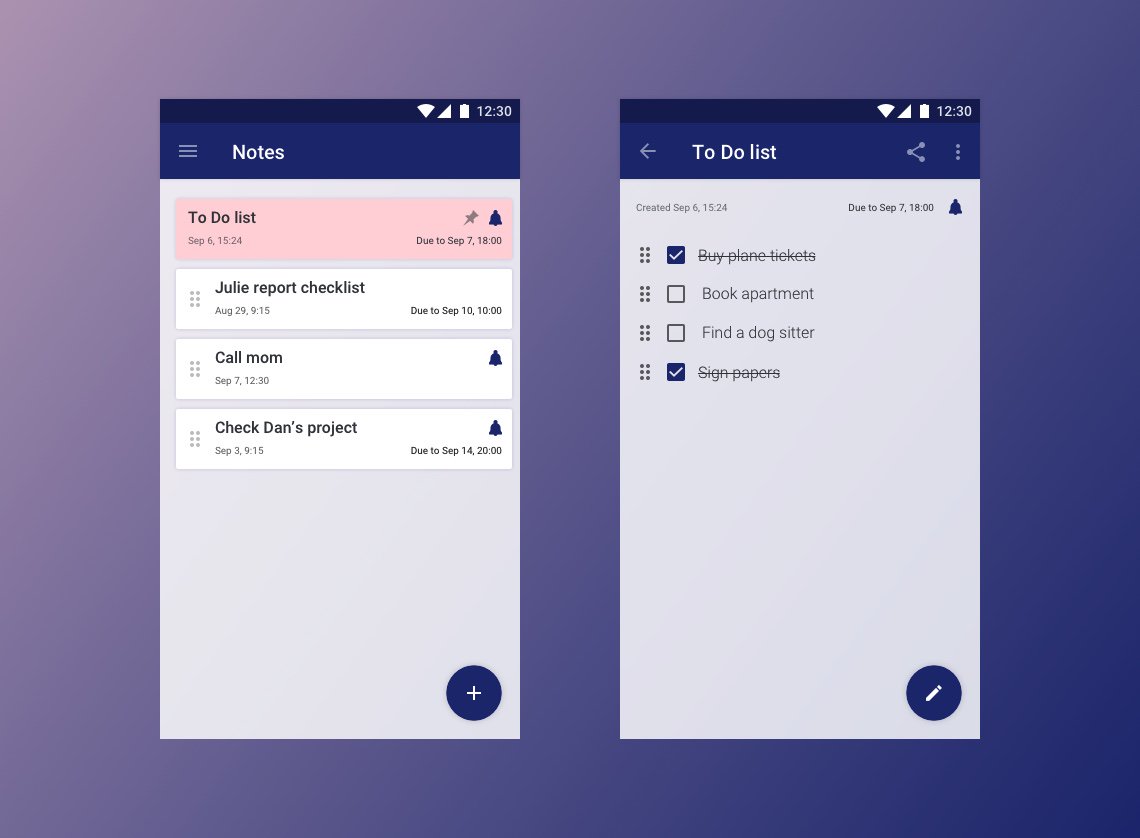 12:30
Notes
To Do list
Sep 6, 15:24 Due to Sep 7, 18:00
Julie report checklist
Aug 29, 9:15 Due to Sep 10, 10:00
Call mom
Sep 7, 12:30
Check Dan’s project
Sep 3, 9:15 Due to Sep 14, 20:00
12:30
To Do list
Created Sep 6, 15:24 Due to Sep 7, 18:00
Buy plane tickets
Book apartment
Find a dog sitter
Sign papers